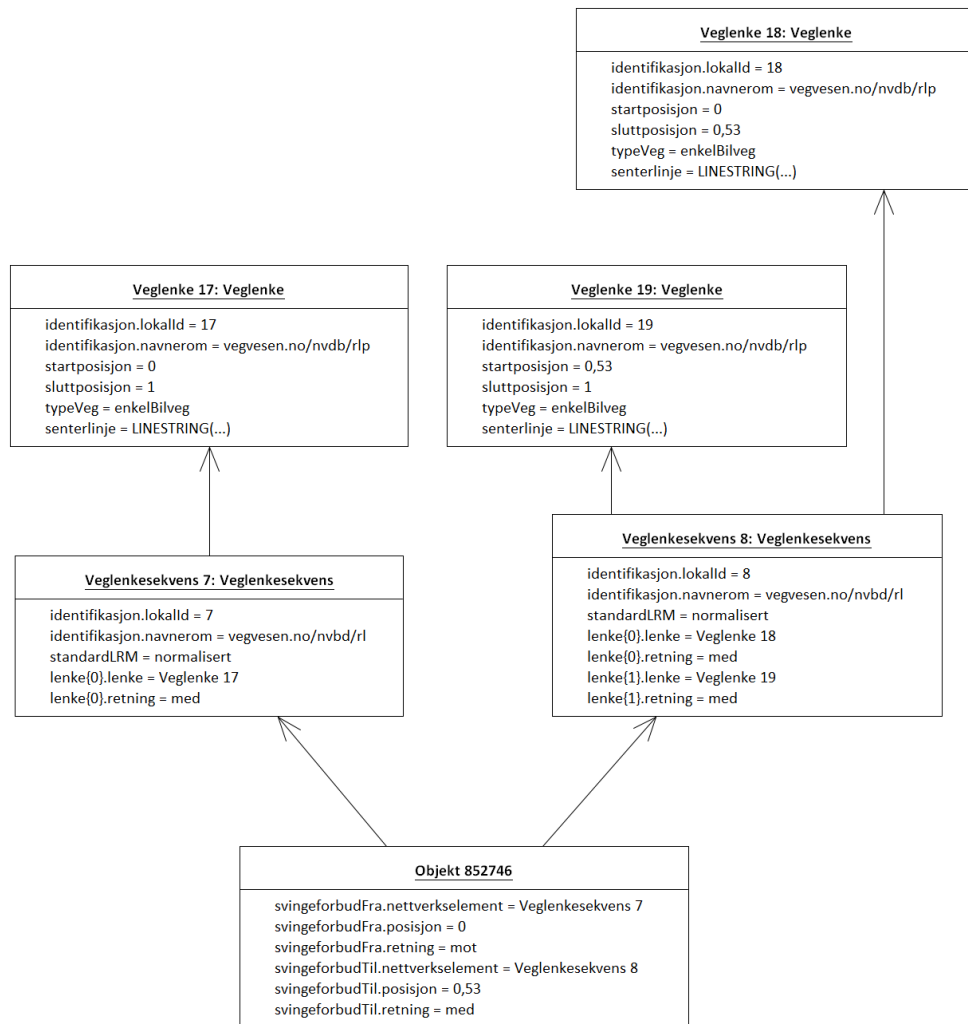 Veglenke 18: Veglenke
identifikasjon.lokalId = 18
identifikasjon.navnerom = vegvesen.no/nvdb/rlp
startposisjon = 0
sluttposisjon = 0,53
typeVeg = enkelBilveg
senterlinje = LINESTRING(...)
Veglenke 17: Veglenke
identifikasjon.lokalId = 17
identifikasjon.navnerom = vegvesen.no/nvdb/rlp
startposisjon = 0
sluttposisjon = 1
typeVeg = enkelBilveg
senterlinje = LINESTRING(...)
Veglenke 19: Veglenke
identifikasjon.lokalId = 19
identifikasjon.navnerom = vegvesen.no/nvdb/rlp
startposisjon = 0,53
sluttposisjon = 1
typeVeg = enkelBilveg
senterlinje = LINESTRING(...)
Veglenkesekvens 7: Veglenkesekvens
identifikasjon.lokalId = 7
identifikasjon.navnerom = vegvesen.no/nvbd/rl
standardLRM = normalisert
lenke{0}.lenke = Veglenke 17
lenke{0}.retning = med
Veglenkesekvens 8: Veglenkesekvens
identifikasjon.lokalId = 8
identifikasjon.navnerom = vegvesen.no/nvbd/rl
standardLRM = normalisert
lenke{0}.lenke = Veglenke 18
lenke{0}.retning = med
lenke{1}.lenke = Veglenke 19
lenke{1}.retning = med
Objekt 852746
svingeforbudFra.nettverkselement = Veglenkesekvens 7
svingeforbudFra.posisjon = 0
svingeforbudFra.retning = mot
svingeforbudTil.nettverkselement = Veglenkesekvens 8
svingeforbudTil.posisjon = 0,53
svingeforbudTil.retning = med